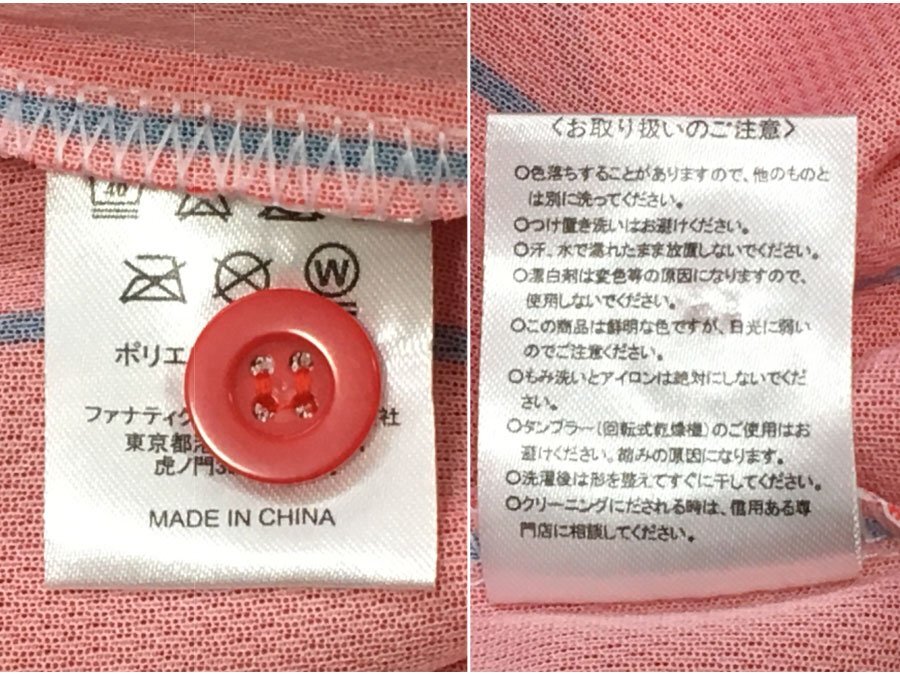 40
W
ポリエ
ファナティ
社
東京都
虎ノ門
MADE IN CHINA
〈お取り扱いのご注意〉
○色落ちすることがありますので、他のものと
は別に洗ってください。
○つけ置き洗いはお避けください。
○汗、水で濡れたまま放置しないでください。
○漂白剤は変色等の原因になりますので、
使用しないでください。
○この商品は鮮明な色ですが、日光に弱い
のでご注意ください。
○もみ洗いとアイロンは絶対にしないでくだ
さい。
○タンブラー(回転式乾燥機)のご使用はお
避けください。縮みの原因になります。
○洗濯後は形を整えてすぐに干してください。
○クリーニングにだされる時は、信用ある専
門店に相談してください。